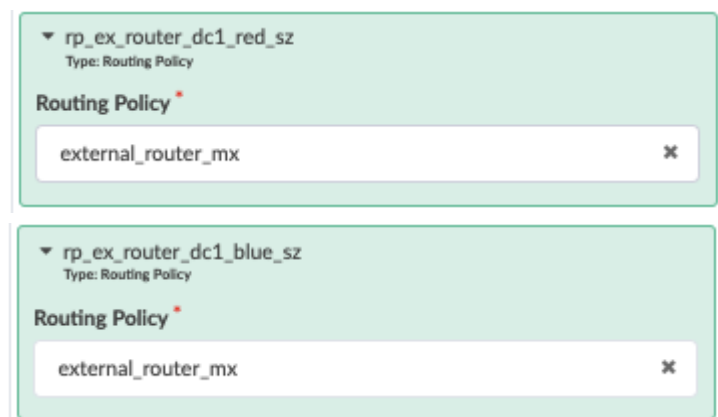 rp_ex_router_dc1_red_sz
Type: Routing Policy
Routing Policy *
external_router_mx
rp_ex_router_dc1_blue_sz
Type: Routing Policy
Routing Policy *
external_router_mx